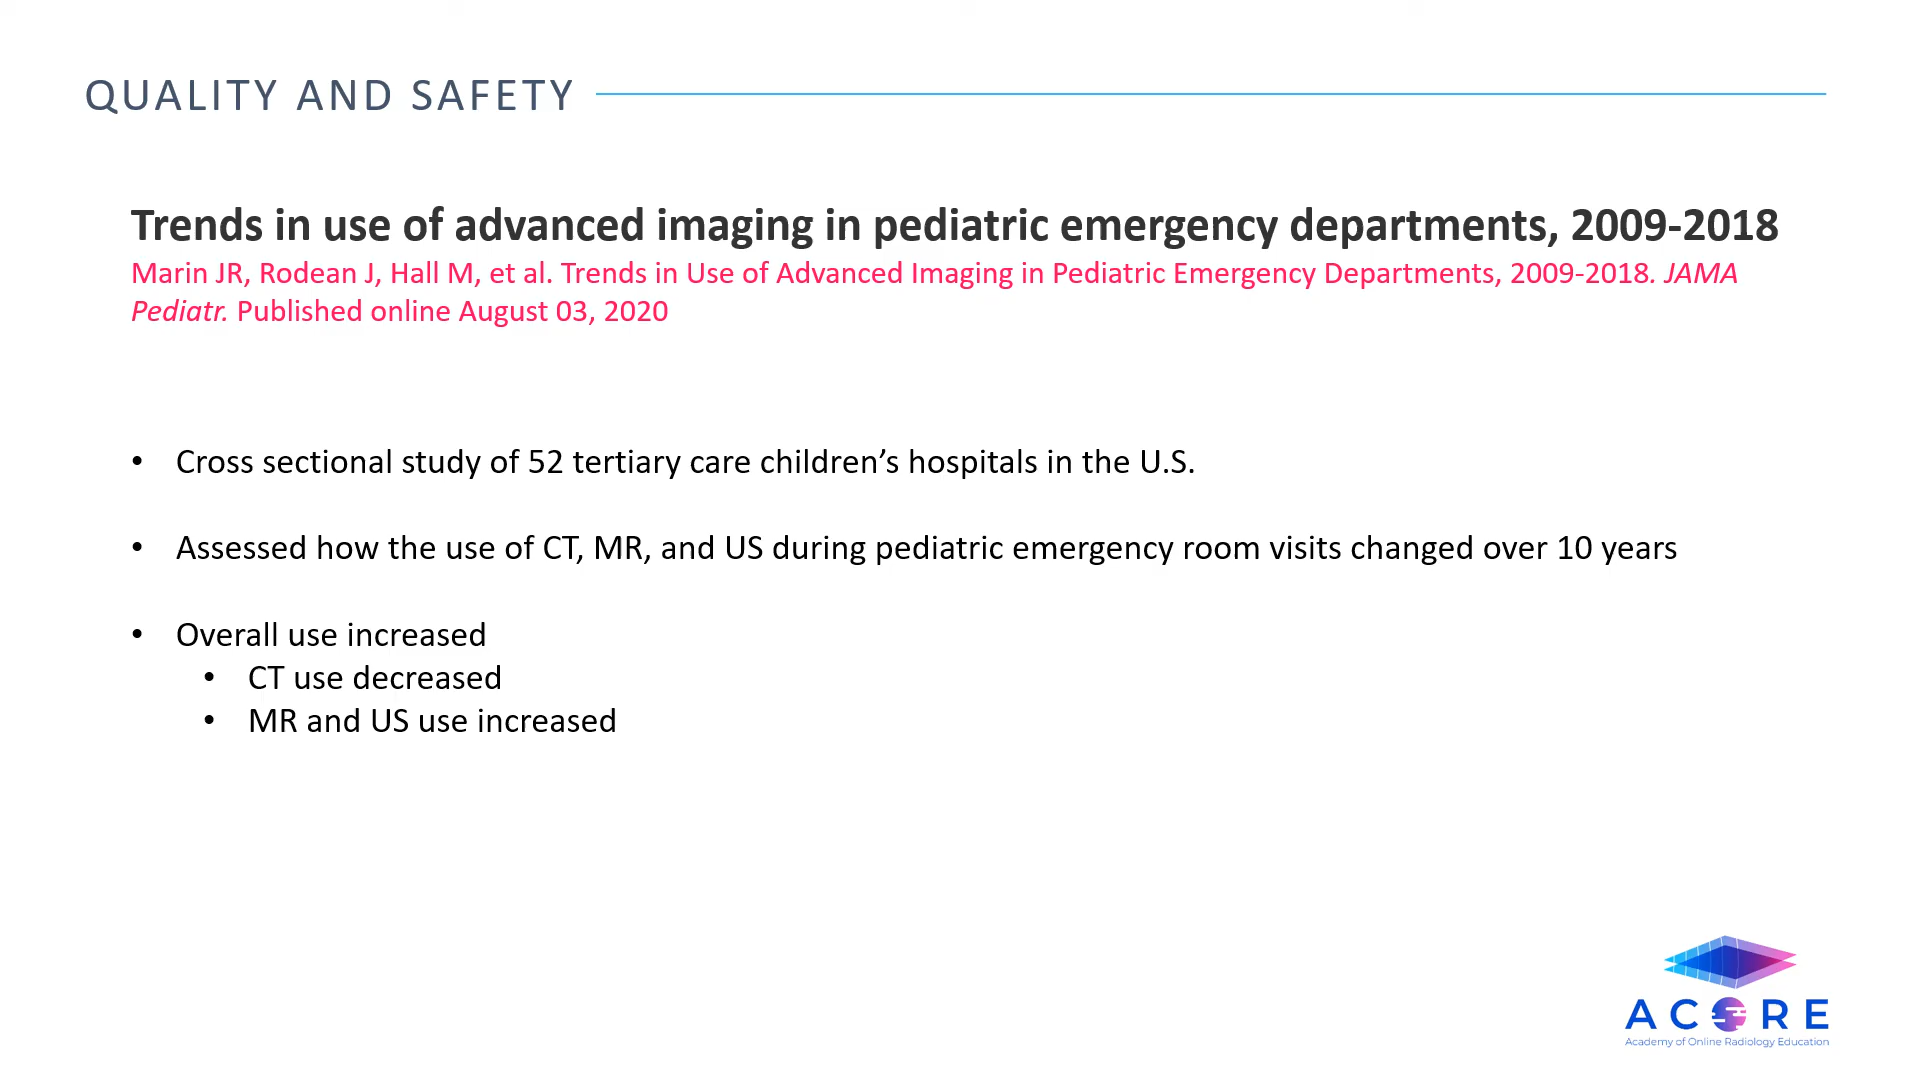 QUALITY AND SAFETY
Trends in use of advanced imaging in pediatric emergency departments, 2009-2018
Marin JR, Rodean J, Hall M, et al. Trends in Use of Advanced Imaging in Pediatric Emergency Departments, 2009-2018. JAMA
Pediatr. Published online August 03, 2020
• Cross sectional study of 52 tertiary care children’s hospitals in the U.S.
• Assessed how the use of CT, MR, and US during pediatric emergency room visits changed over 10 years
• Overall use increased
• CT use decreased
• MR and US use increased
ACORE
Academy of Online Radiology Education